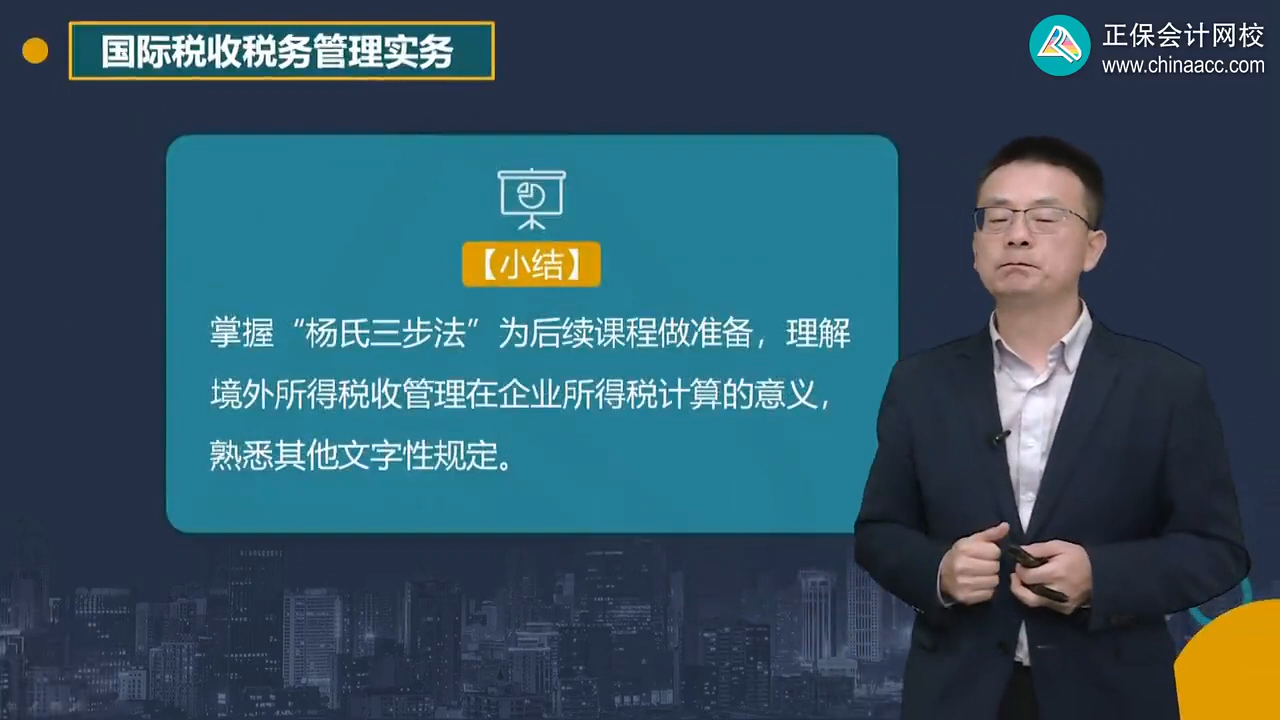 国际税收税务管理实务
正保会计网校
www.chinaacc.com
【小结】
掌握“杨氏三步法”为后续课程做准备，理解
境外所得税收管理在企业所得税计算的意义，
熟悉其他文字性规定。